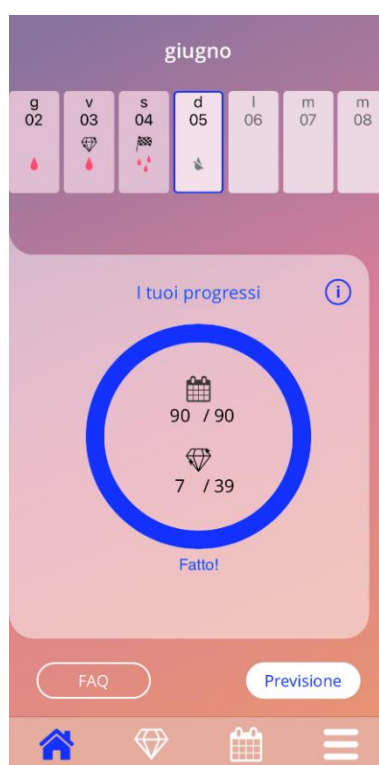 giugno
g v s d l m m
02 03 04 05 06 07 08
I tuoi progressi
i
90 / 90
7 / 39
Fatto!
FAQ Previsione